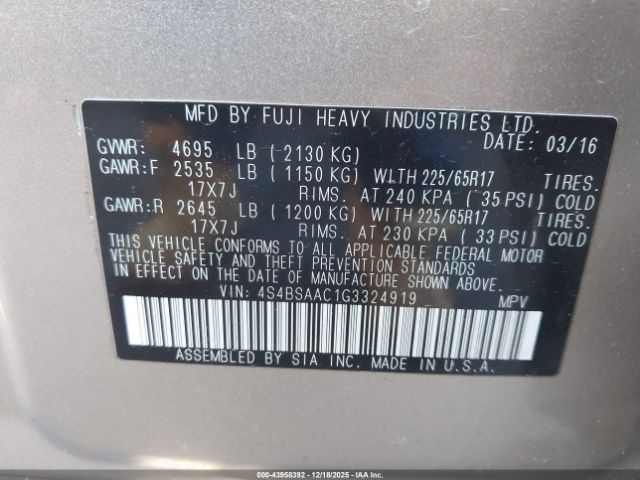 MFD BY FUJI HEAVY INDUSTRIES LTD.
DATE: 03/16
GVWR: 4695 LB (2130 KG)
GAWR:F 2535 LB (1150 KG) WITH 225/65R17 TIRES.
17X7J RIMS. AT 240 KPA (35 PSI) COLD
GAWR:R 2645 LB (1200 KG) WITH 225/65R17 TIRES.
17X7J RIMS. AT 230 KPA (33 PSI) COLD
THIS VEHICLE CONFORMS TO ALL APPLICABLE FEDERAL MOTOR
VEHICLE SAFETY AND THEFT PREVENTION STANDARDS
IN EFFECT ON THE DATE OF MANUFACTURE SHOWN ABOVE.
VIN: 4S4BSAAC1G3324919 MPV
ASSEMBLED BY SIA INC. MADE IN U.S.A.
©-43958392 - 12/18/2025 - IAAI.COM